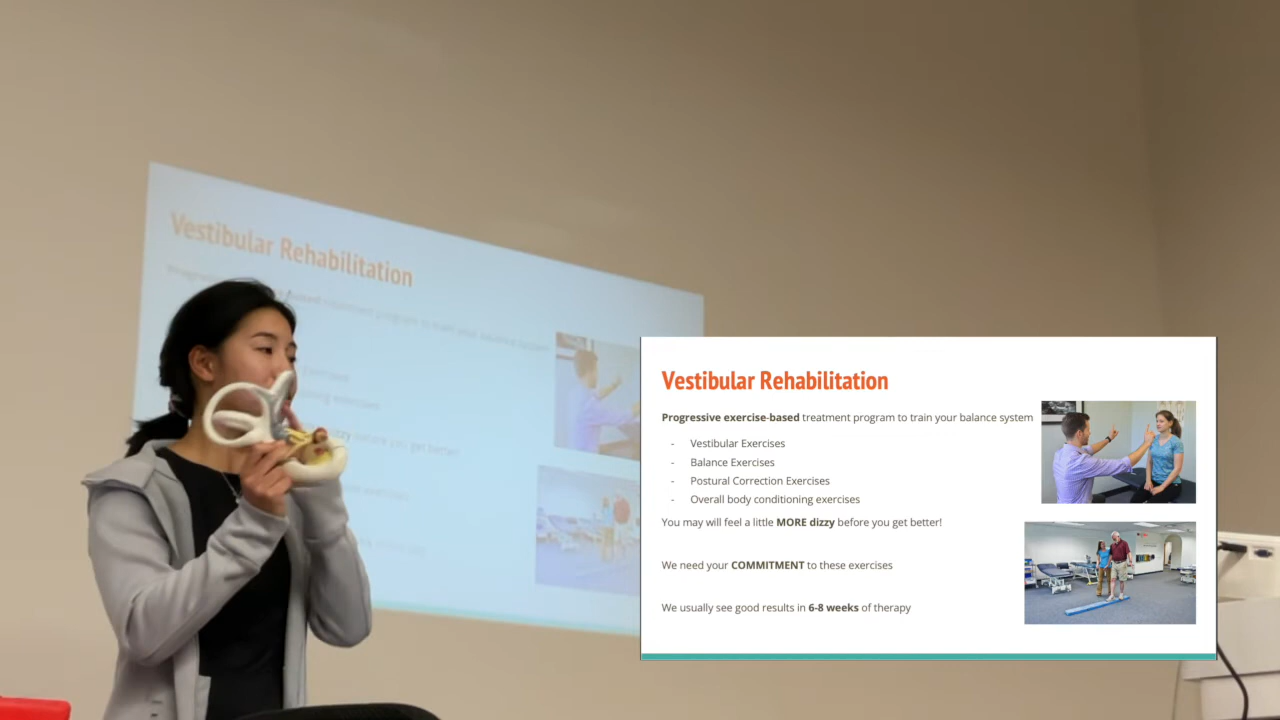 Vestibular Rehabilitation
Vestibular Rehabilitation
Progressive exercise-based treatment program to train your balance system
- Vestibular Exercises
- Balance Exercises
- Postural Correction Exercises
- Overall body conditioning exercises
You may will feel a little MORE dizzy before you get better!
We need your COMMITMENT to these exercises
We usually see good results in 6-8 weeks of therapy